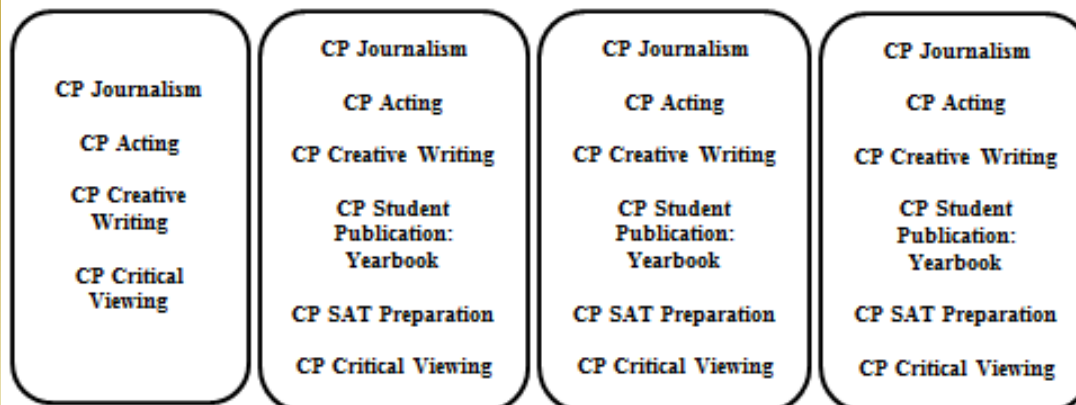 CP Journalism
CP Acting
CP Creative
Writing
CP Critical
Viewing
CP Journalism
CP Acting
CP Creative Writing
CP Student
Publication:
Yearbook
CP SAT Preparation
CP Critical Viewing
CP Journalism
CP Acting
CP Creative Writing
CP Student
Publication:
Yearbook
CP SAT Preparation
CP Critical Viewing
CP Journalism
CP Acting
CP Creative Writing
CP Student
Publication:
Yearbook
CP SAT Preparation
CP Critical Viewing